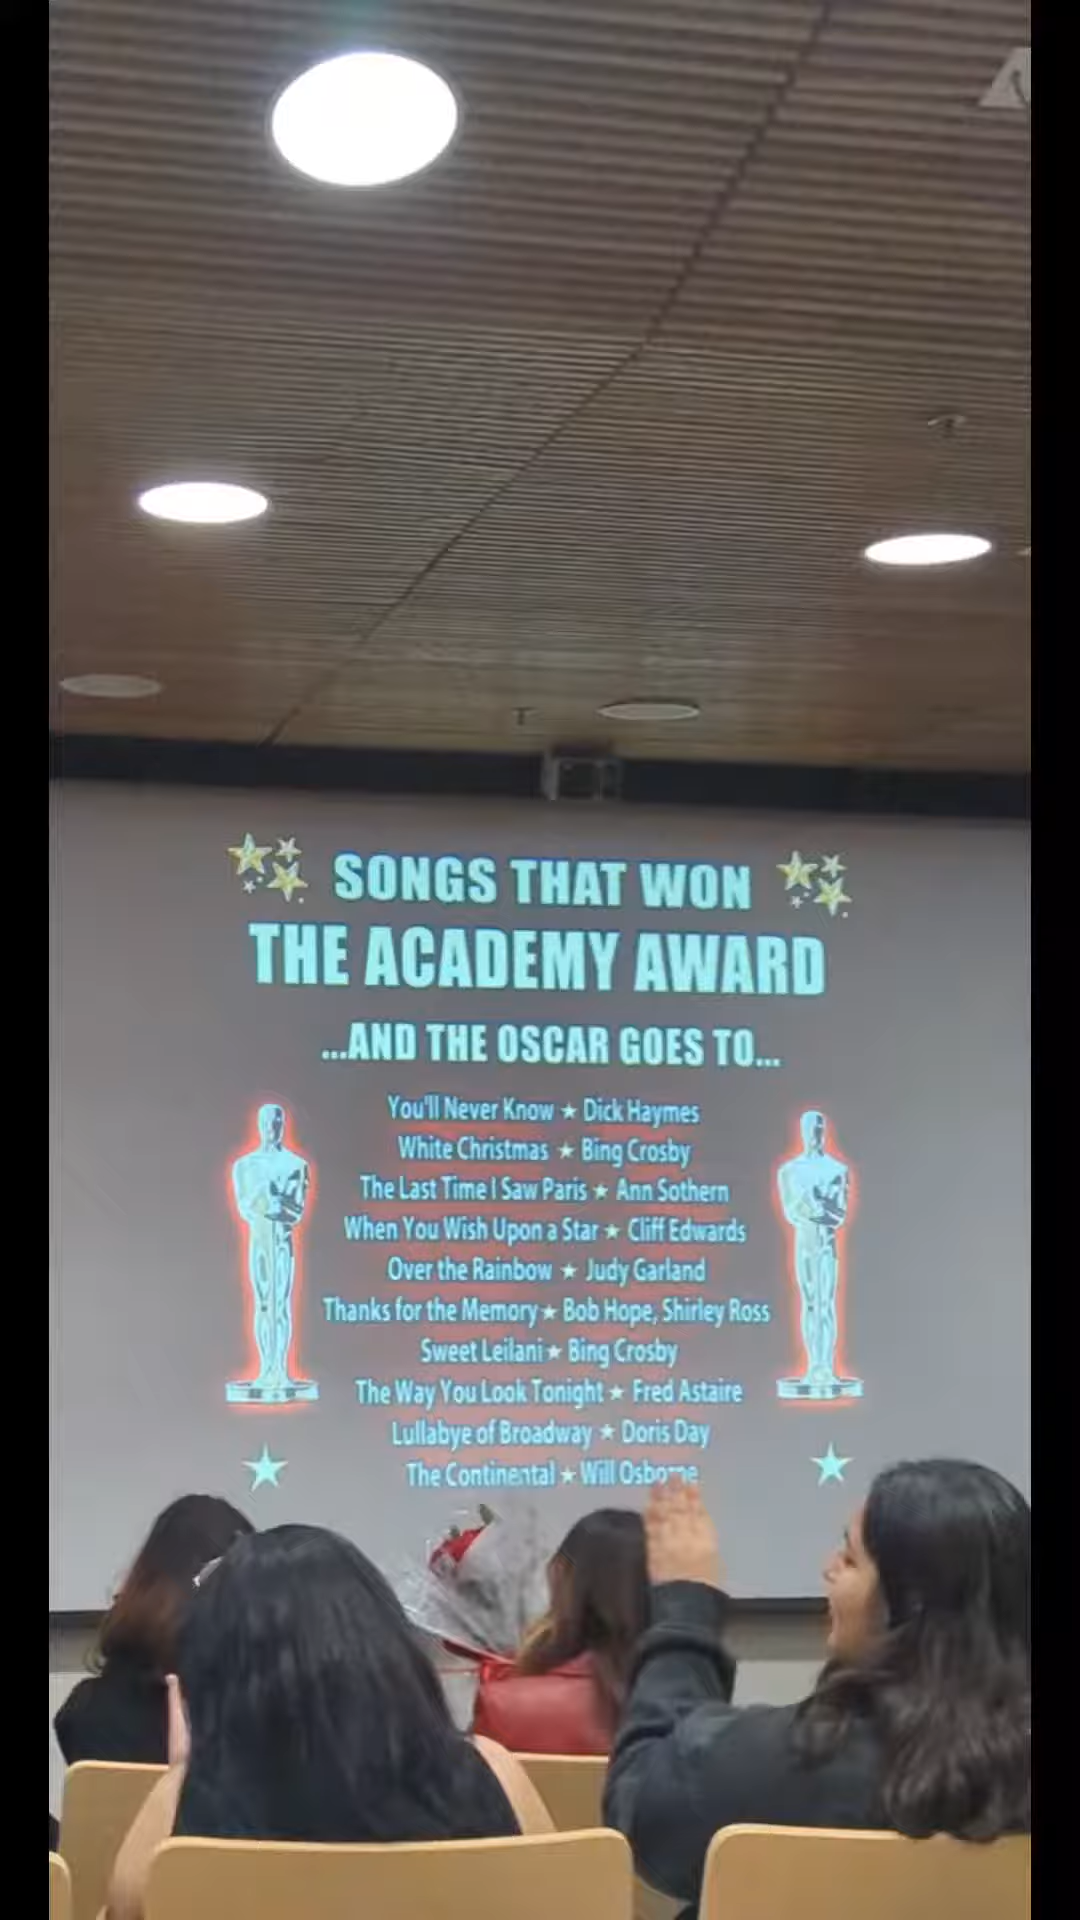 SONGS THAT WON
THE ACADEMY AWARD
...AND THE OSCAR GOES TO...
You'll Never Know ★ Dick Haymes
White Christmas ★ Bing Crosby
The Last Time I Saw Paris ★ Ann Sothern
When You Wish Upon a Star ★ Cliff Edwards
Over the Rainbow ★ Judy Garland
Thanks for the Memory ★ Bob Hope, Shirley Ross
Sweet Leilani ★ Bing Crosby
The Way You Look Tonight ★ Fred Astaire
Lullabye of Broadway ★ Doris Day
The Continental ★ Will Osborne